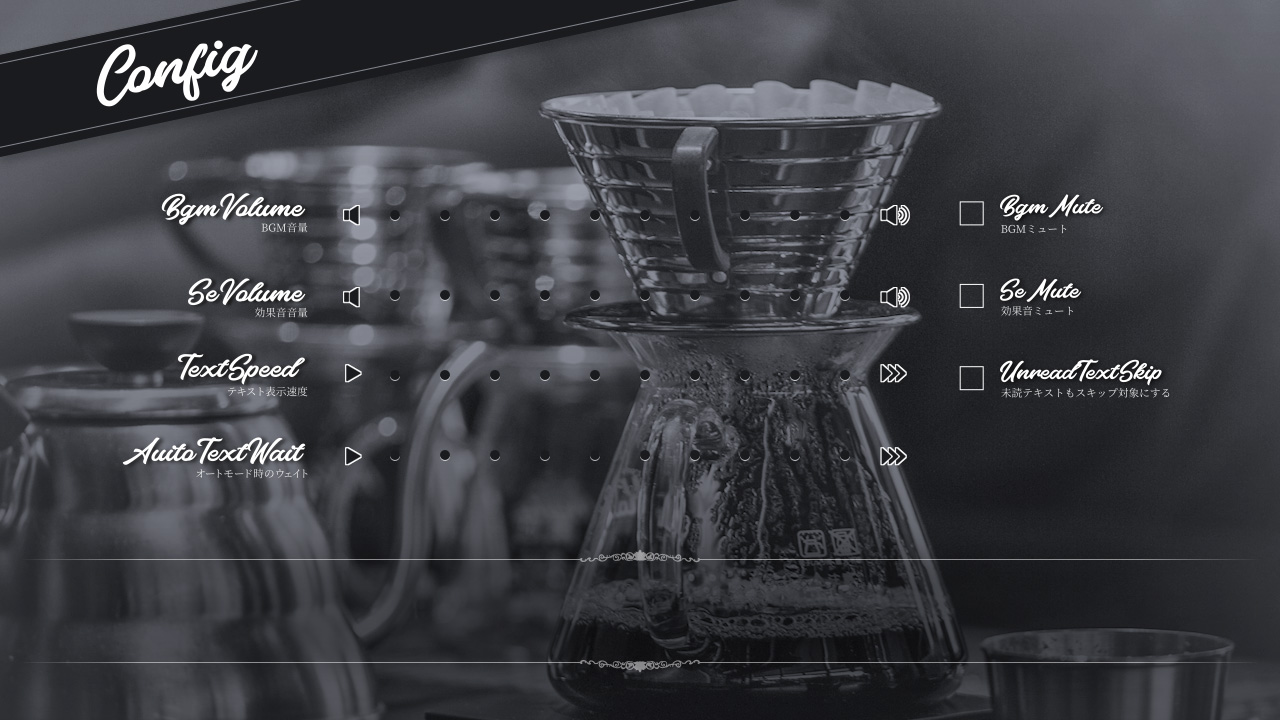 Config
BgmVolume
BGM音量
Bgm Mute
BGMミュート
SeVolume
効果音音量
Se Mute
効果音ミュート
TextSpeed
テキスト表示速度
UnreadTextSkip
未読テキストもスキップ対象にする
AuitoTextWait
オートモード時のウェイト